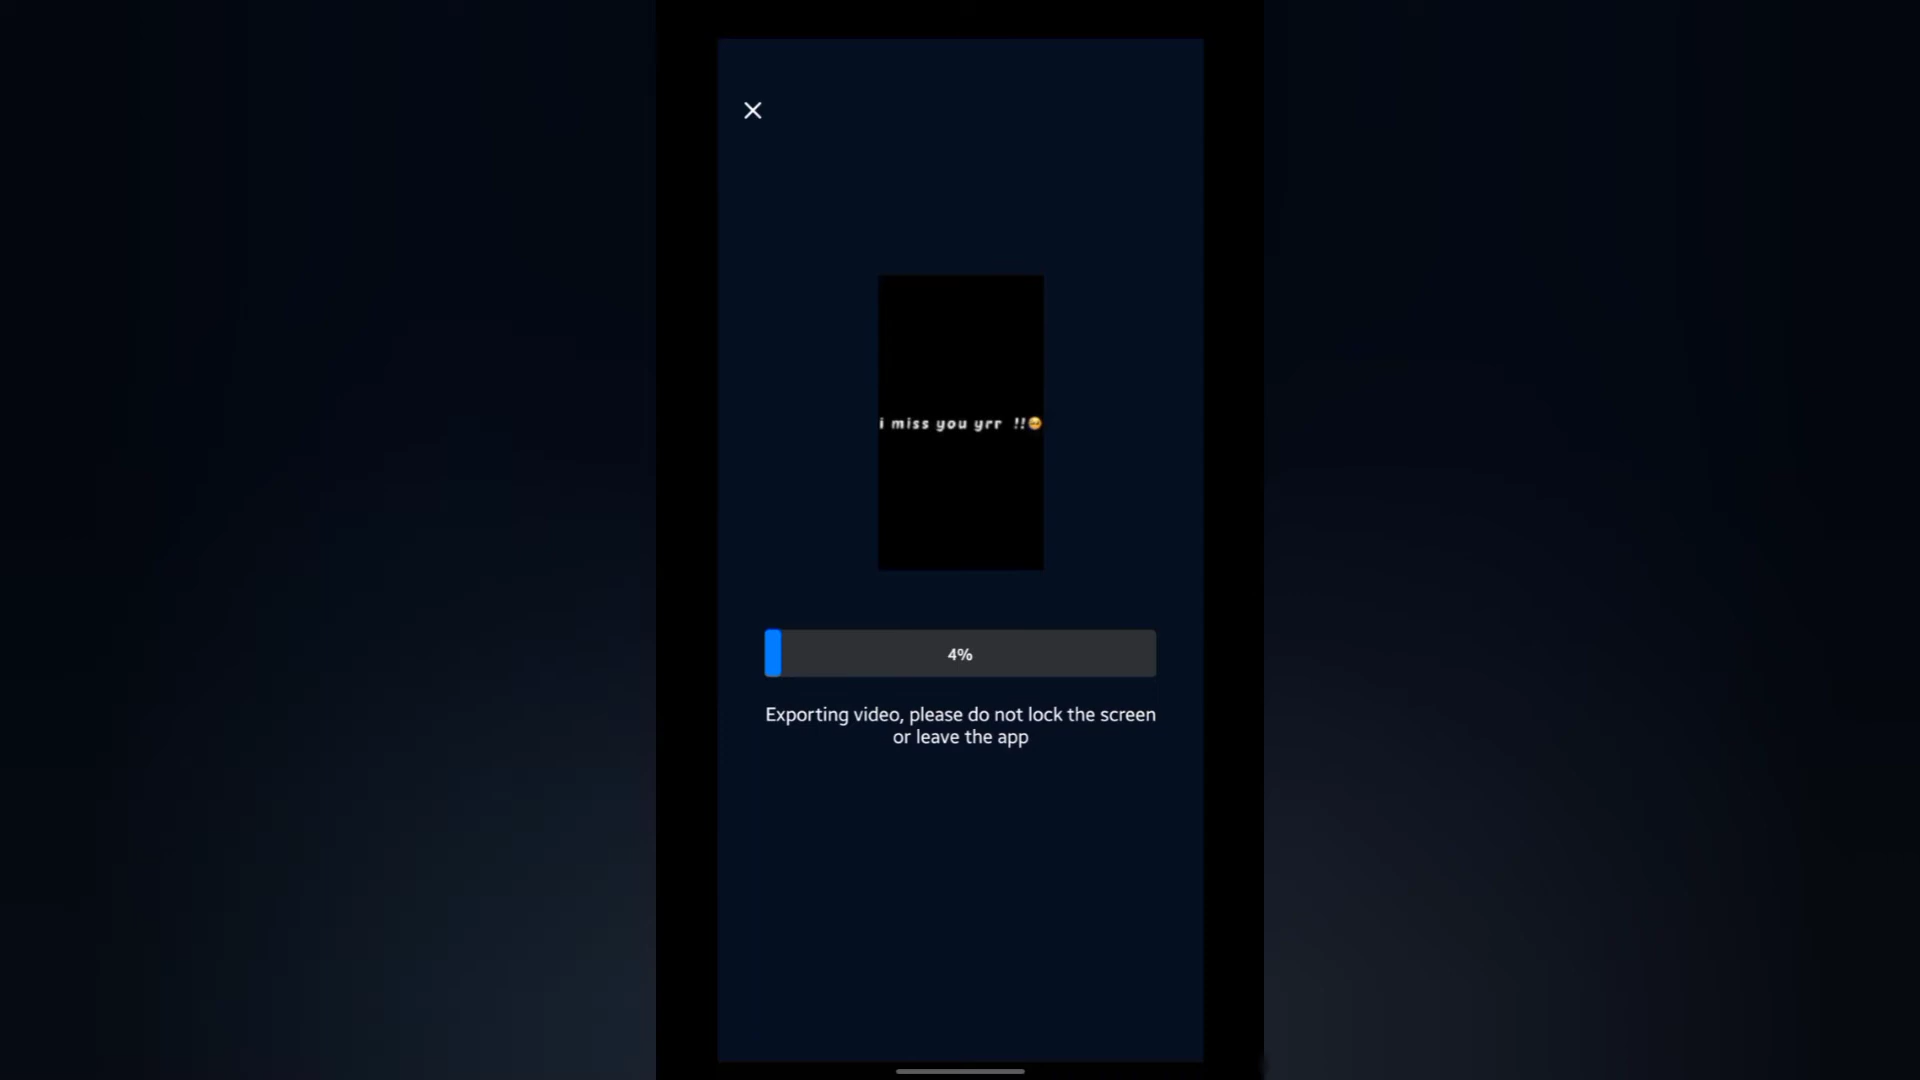 i miss you yrr !!🥺
4%
Exporting video, please do not lock the screen
or leave the app